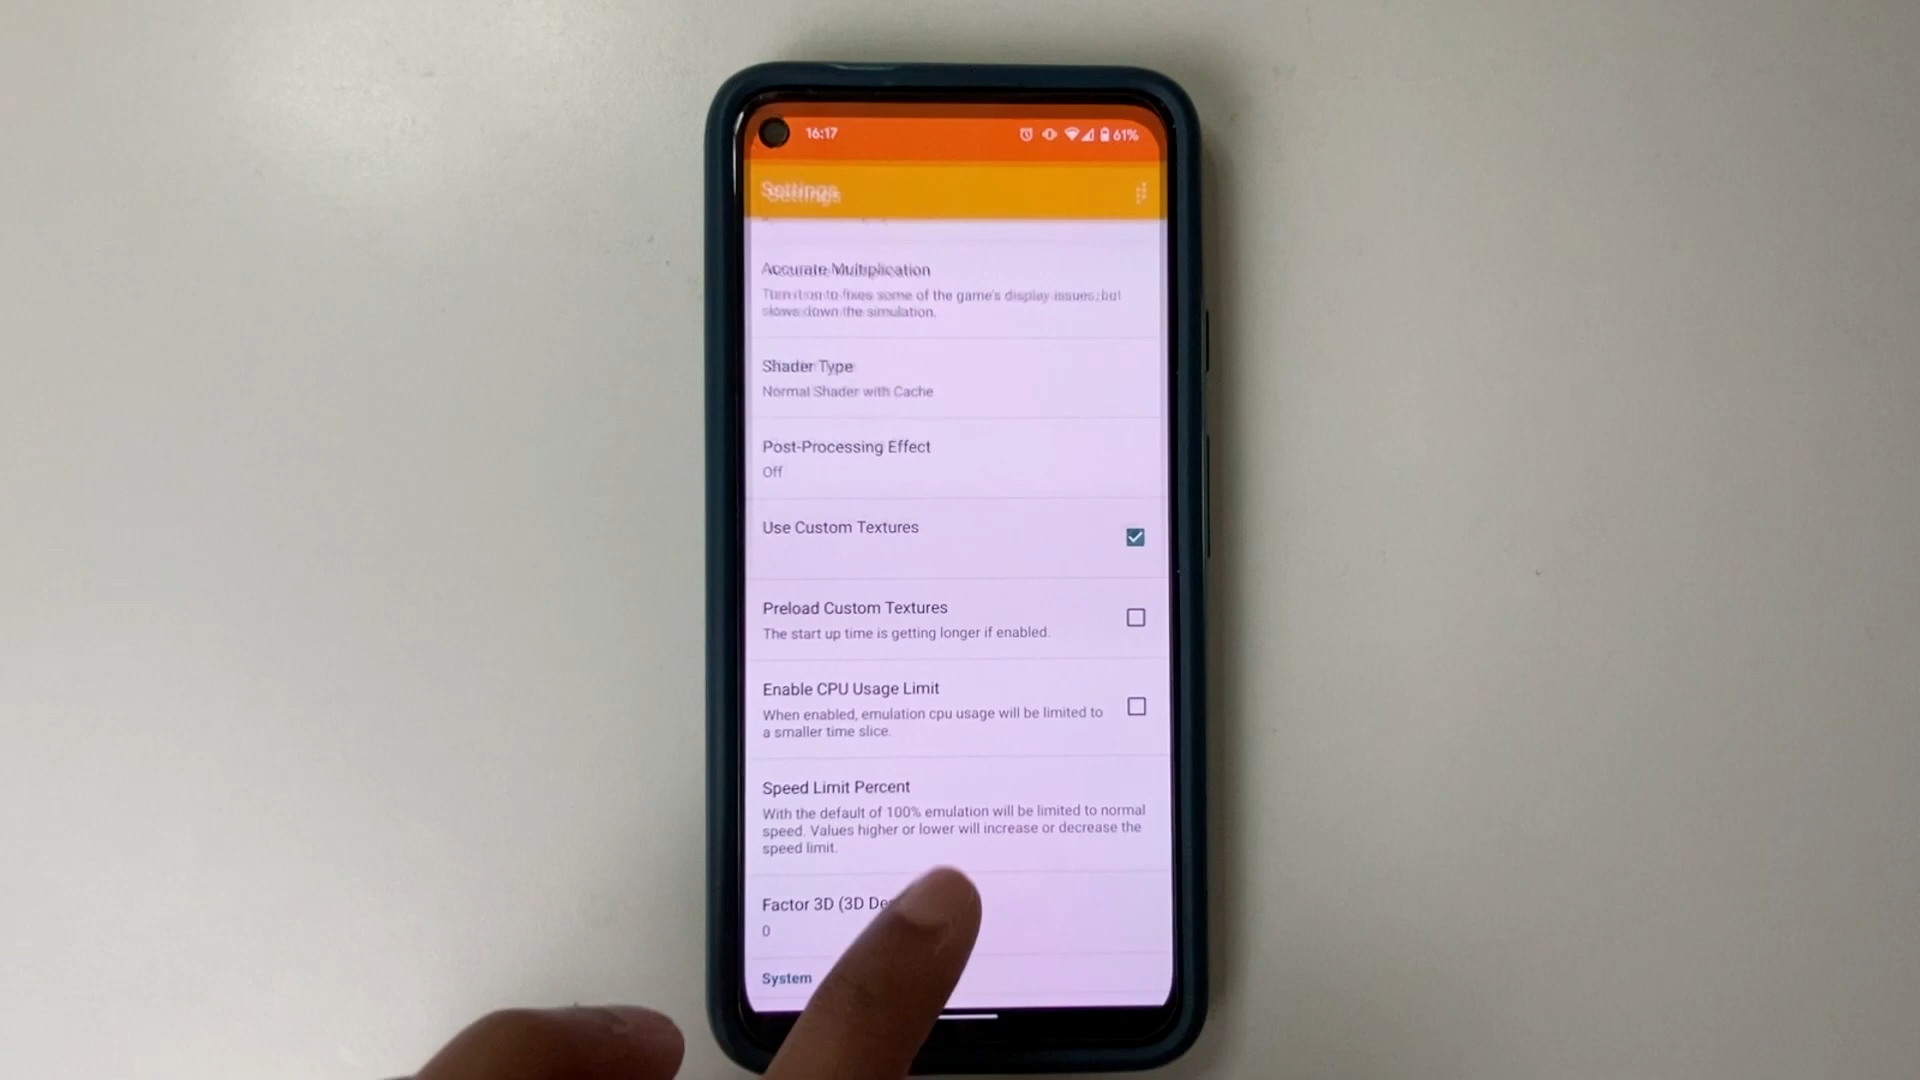 16:17
61%
Settings
Accurate Multiplication
Turn it on to fixes some of the game's display issues, but
slows down the simulation.
Shader Type
Normal Shader with Cache
Post-Processing Effect
Off
Use Custom Textures
Preload Custom Textures
The start up time is getting longer if enabled.
Enable CPU Usage Limit
When enabled, emulation cpu usage will be limited to
a smaller time slice.
Speed Limit Percent
With the default of 100% emulation will be limited to normal
speed. Values higher or lower will increase or decrease the
speed limit.
Factor 3D (3D De
0
System